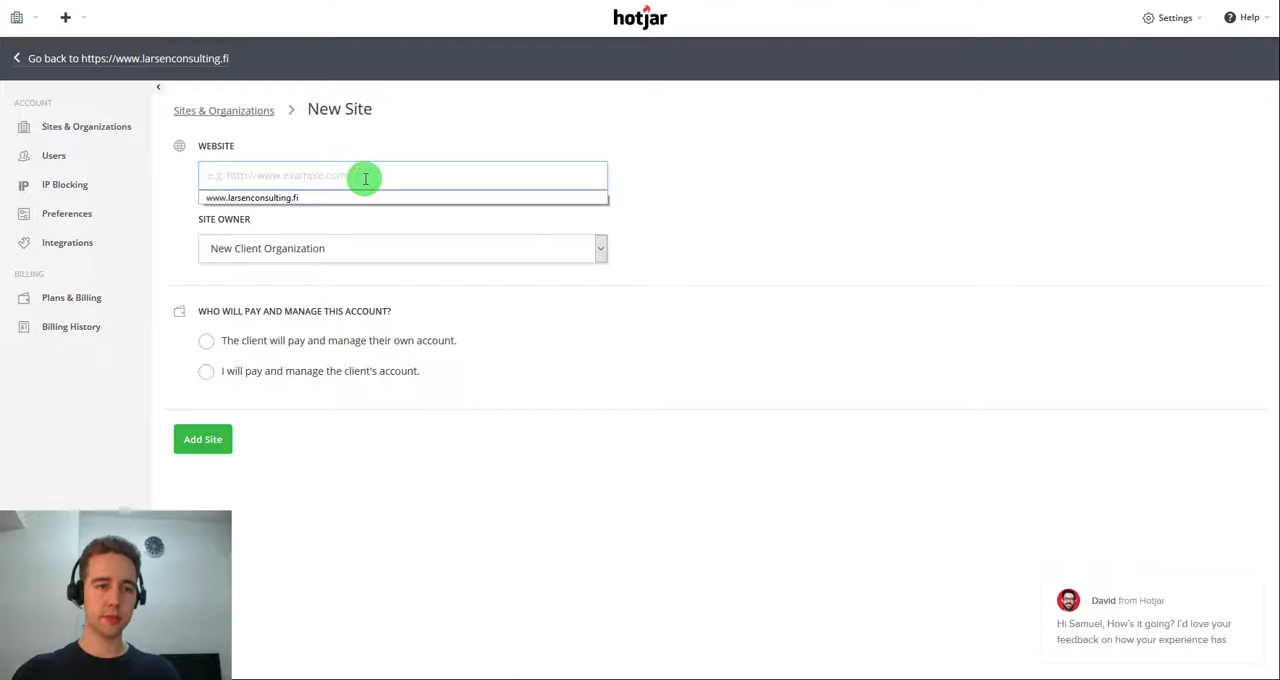 hotjar
Settings
Help
Go back to https://www.larsenconsulting.fi
ACCOUNT
Sites & Organizations
Users
IP Blocking
Preferences
Integrations
BILLING
Plans & Billing
Billing History
Sites & Organizations > New Site
WEBSITE
e.g. http://www.example.com
www.larsenconsulting.fi
SITE OWNER
New Client Organization
WHO WILL PAY AND MANAGE THIS ACCOUNT?
The client will pay and manage their own account.
I will pay and manage the client's account.
Add Site
David from Hotjar
Hi Samuel, How's it going? I'd love your
feedback on how your experience has